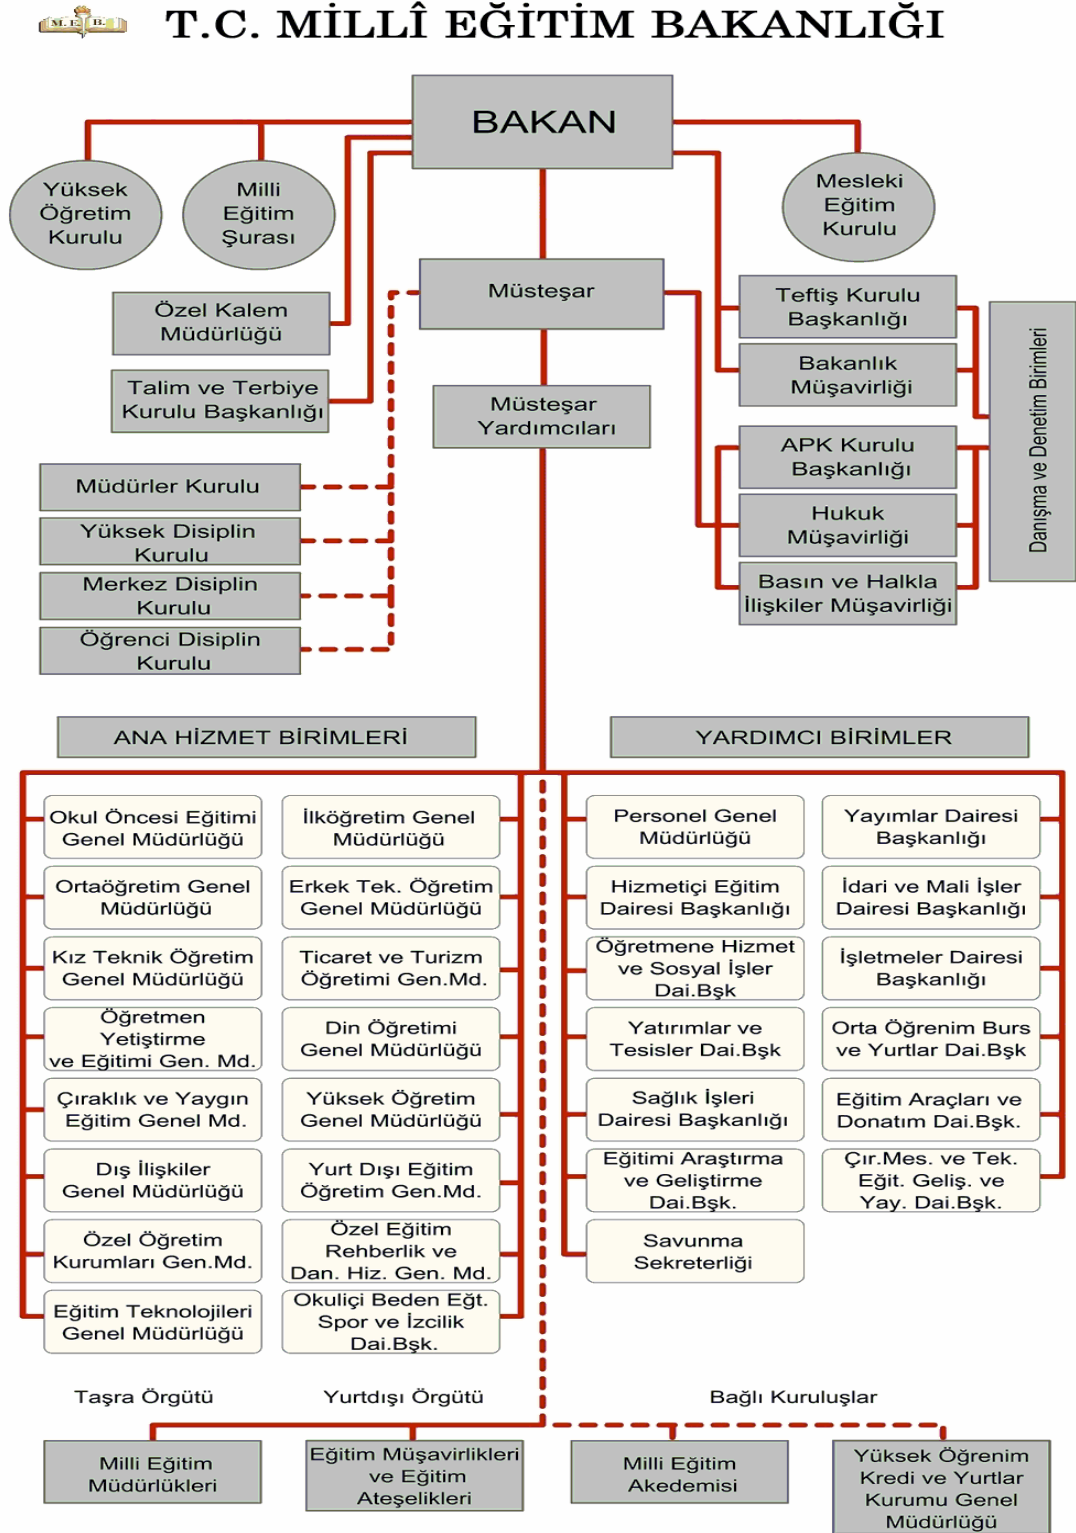 M.E.B.
T.C. MİLLÎ EĞİTİM BAKANLIĞI
BAKAN
Yüksek
Öğretim
Kurulu
Milli
Eğitim
Şurası
Mesleki
Eğitim
Kurulu
Müsteşar
Özel Kalem
Müdürlüğü
Talim ve Terbiye
Kurulu Başkanlığı
Müsteşar
Yardımcıları
Teftiş Kurulu
Başkanlığı
Bakanlık
Müşavirliği
APK Kurulu
Başkanlığı
Hukuk
Müşavirliği
Basın ve Halkla
İlişkiler Müşavirliği
Danışma ve Denetim Birimleri
Müdürler Kurulu
Yüksek Disiplin
Kurulu
Merkez Disiplin
Kurulu
Öğrenci Disiplin
Kurulu
ANA HİZMET BİRİMLERİ
Okul Öncesi Eğitimi
Genel Müdürlüğü
İlköğretim Genel
Müdürlüğü
Ortaöğretim Genel
Müdürlüğü
Erkek Tek. Öğretim
Genel Müdürlüğü
Kız Teknik Öğretim
Genel Müdürlüğü
Ticaret ve Turizm
Öğretimi Gen.Md.
Öğretmen
Yetiştirme
ve Eğitimi Gen. Md.
Din Öğretimi
Genel Müdürlüğü
Çıraklık ve Yaygın
Eğitim Genel Md.
Yüksek Öğretim
Genel Müdürlüğü
Dış İlişkiler
Genel Müdürlüğü
Yurt Dışı Eğitim
Öğretim Gen.Md.
Özel Öğretim
Kurumları Gen.Md.
Özel Eğitim
Rehberlik ve
Dan. Hiz. Gen. Md.
Eğitim Teknolojileri
Genel Müdürlüğü
Okuliçi Beden Eğt.
Spor ve İzcilik
Dai.Bşk.
YARDIMCI BİRİMLER
Personel Genel
Müdürlüğü
Yayımlar Dairesi
Başkanlığı
Hizmetiçi Eğitim
Dairesi Başkanlığı
İdari ve Mali İşler
Dairesi Başkanlığı
Öğretmene Hizmet
ve Sosyal İşler
Dai.Bşk
İşletmeler Dairesi
Başkanlığı
Yatırımlar ve
Tesisler Dai.Bşk
Orta Öğrenim Burs
ve Yurtlar Dai.Bşk
Sağlık İşleri
Dairesi Başkanlığı
Eğitim Araçları ve
Donatım Dai.Bşk.
Eğitimi Araştırma
ve Geliştirme
Dai.Bşk.
Çır.Mes. ve Tek.
Eğit. Geliş. ve
Yay. Dai.Bşk.
Savunma
Sekreterliği
Taşra Örgütü
Yurtdışı Örgütü
Bağlı Kuruluşlar
Milli Eğitim
Müdürlükleri
Eğitim Müşavirlikleri
ve Eğitim
Ateşelikleri
Milli Eğitim
Akedemisi
Yüksek Öğrenim
Kredi ve Yurtlar
Kurumu Genel
Müdürlüğü